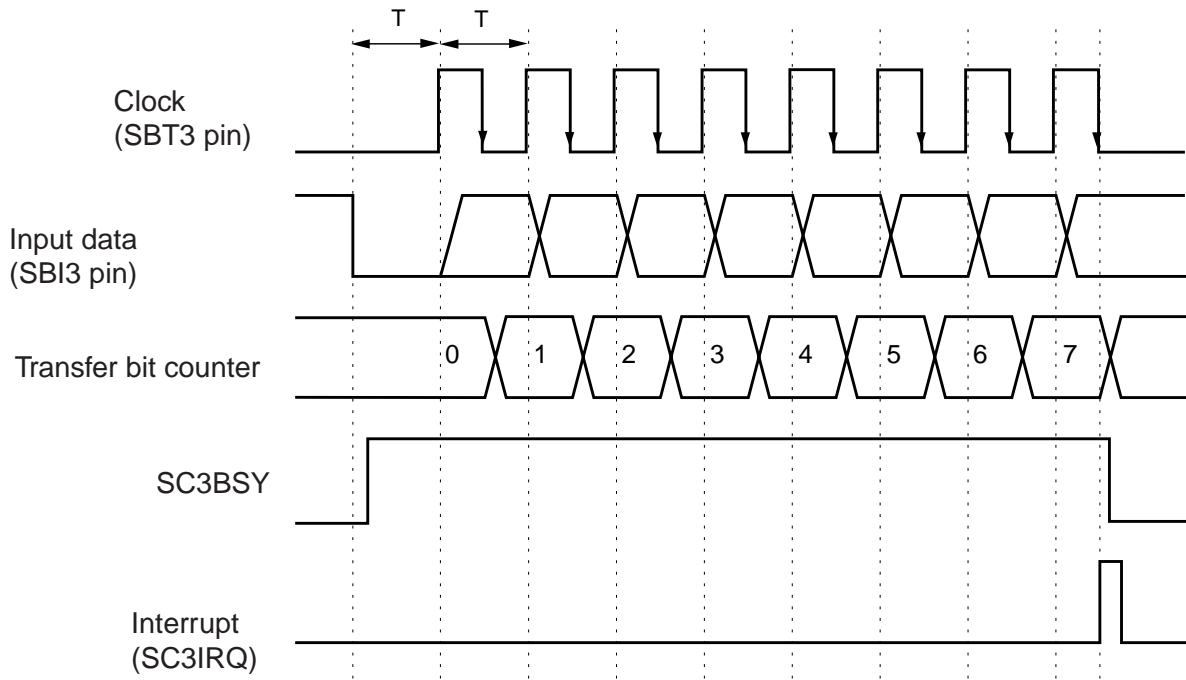 T T
Clock
(SBT3 pin)
Input data
(SBI3 pin)
Transfer bit counter
0 1 2 3 4 5 6 7
SC3BSY
Interrupt
(SC3IRQ)